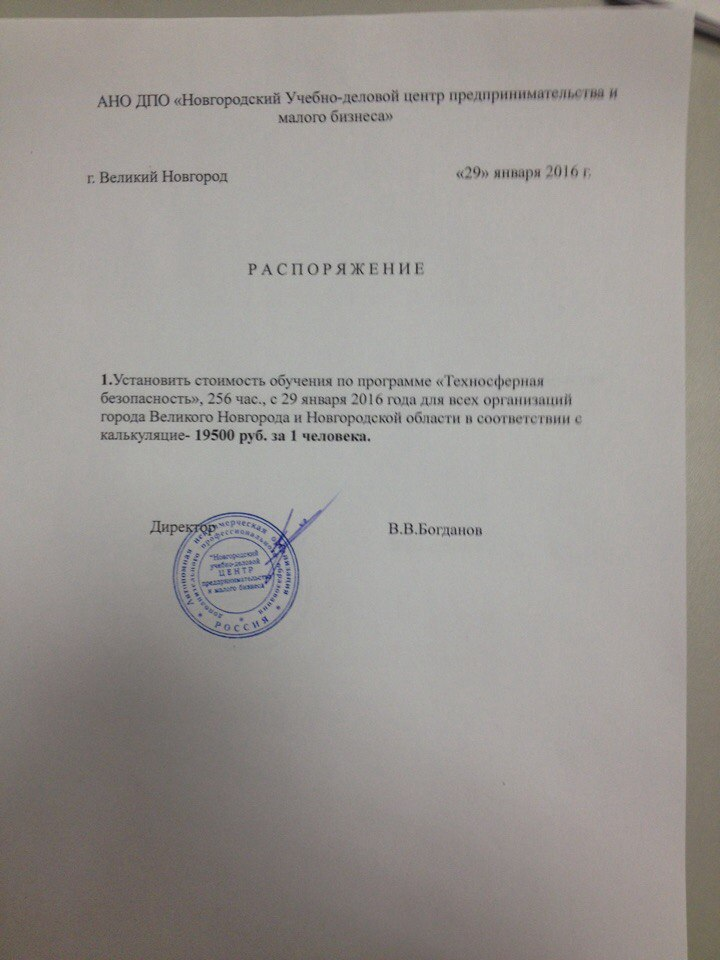 АНО ДПО «Новгородский Учебно-деловой центр предпринимательства и
малого бизнеса»
г. Великий Новгород «29» января 2016 г.
Р А С П О Р Я Ж Е Н И Е
1.Установить стоимость обучения по программе «Техносферная
безопасность», 256 час., с 29 января 2016 года для всех организаций
города Великого Новгорода и Новгородской области в соответствии с
калькуляцие- 19500 руб. за 1 человека.
Директор В.В.Богданов
Автономная некоммерческая организация
дополнительного профессионального образования
"Новгородский
учебно-деловой
ЦЕНТР
предпринимательства
и малого бизнеса"
РОССИЯ